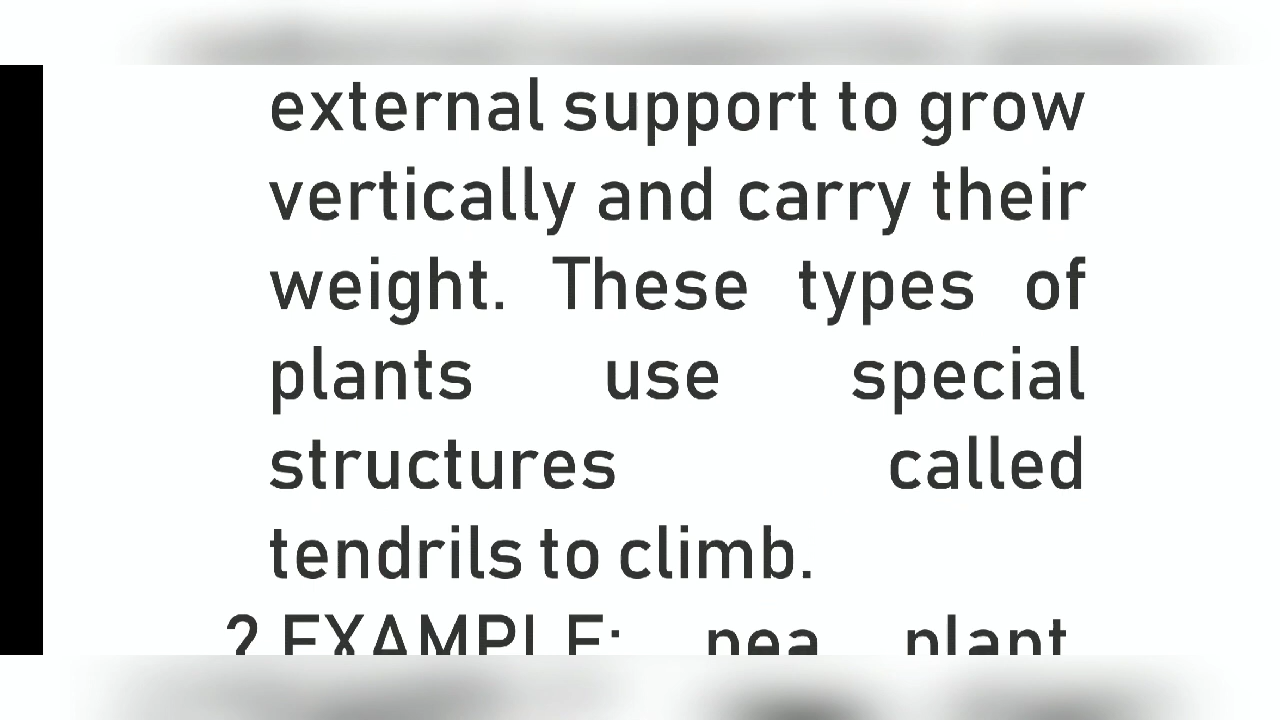 external support to grow
vertically and carry their
weight. These types of
plants use special
structures called
tendrils to climb.
? EXAMPLE: pea plant